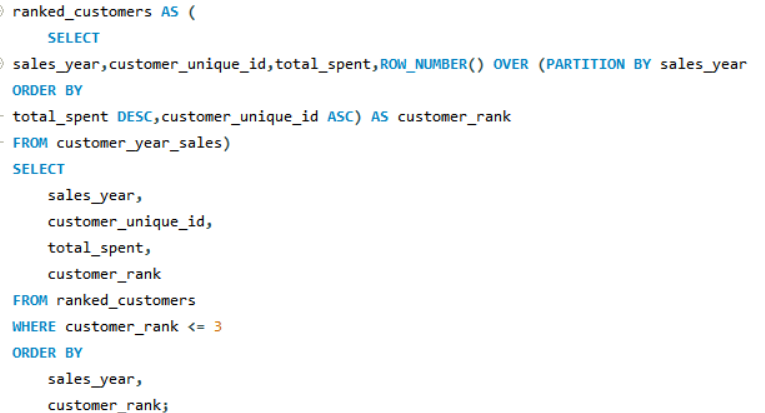 ranked_customers AS (
SELECT
sales_year,customer_unique_id,total_spent,ROW_NUMBER() OVER (PARTITION BY sales_year
ORDER BY
total_spent DESC,customer_unique_id ASC) AS customer_rank
FROM customer_year_sales)
SELECT
sales_year,
customer_unique_id,
total_spent,
customer_rank
FROM ranked_customers
WHERE customer_rank <= 3
ORDER BY
sales_year,
customer_rank;